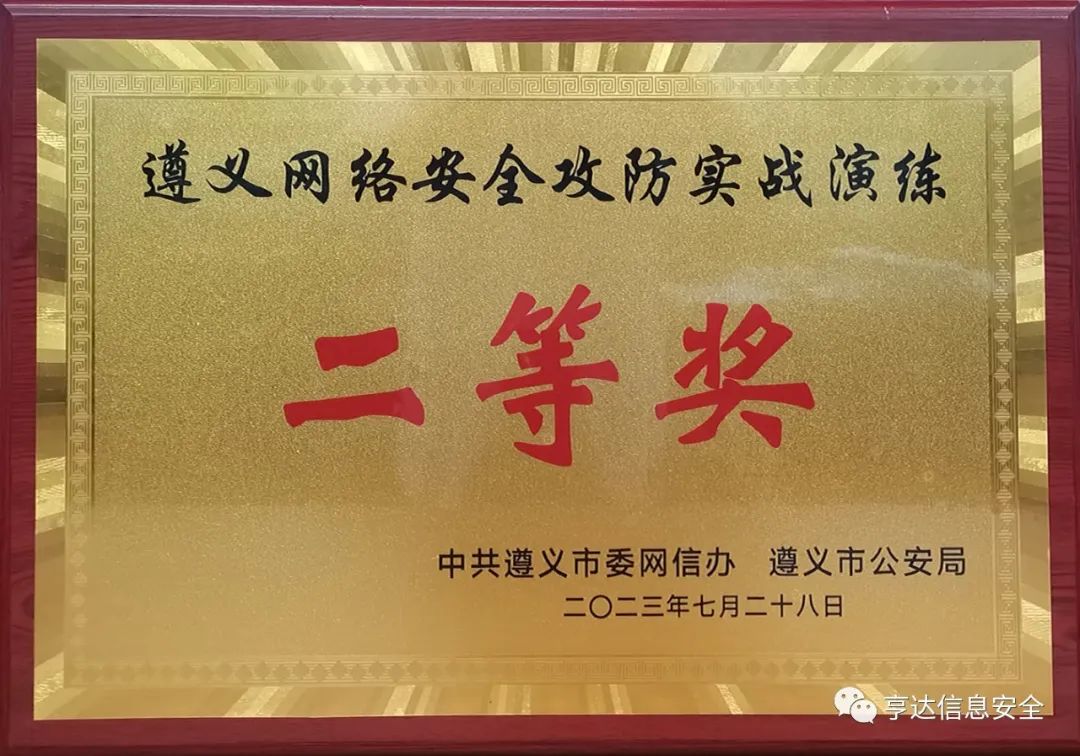 遵义网络安全攻防实战演练
二等奖
中共遵义市委网信办 遵义市公安局
二〇二三年七月二十八日
亨达信息安全